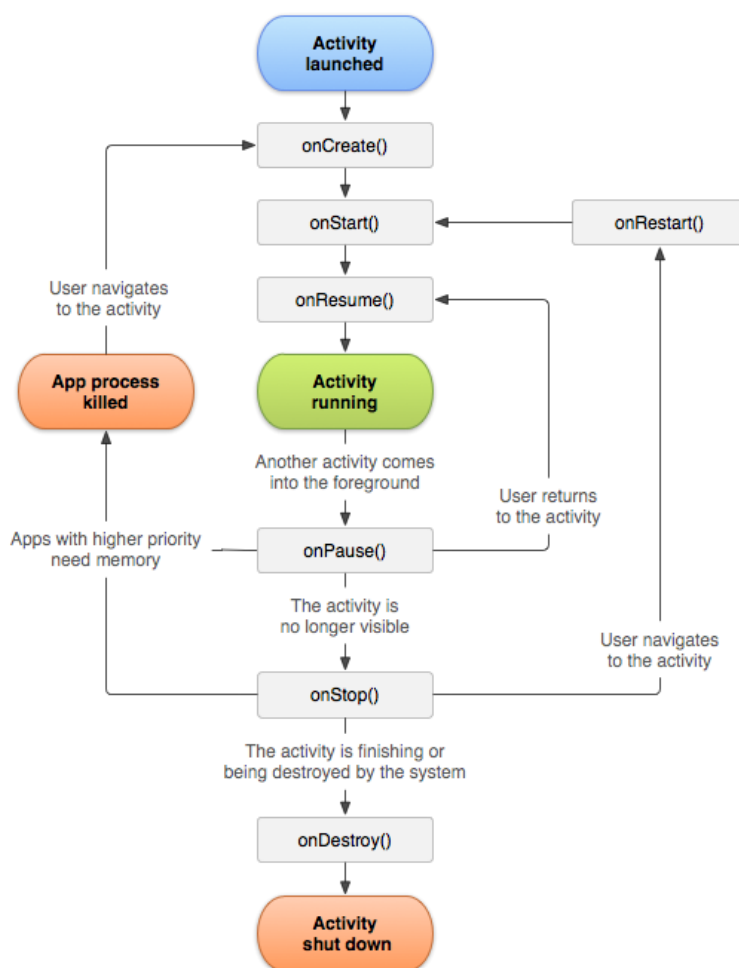 Activity
launched
onCreate()
onStart()
onRestart()
onResume()
User navigates
to the activity
App process
killed
Activity
running
Another activity comes
into the foreground
User returns
to the activity
Apps with higher priority
need memory
onPause()
The activity is
no longer visible
User navigates
to the activity
onStop()
The activity is finishing or
being destroyed by the system
onDestroy()
Activity
shut down